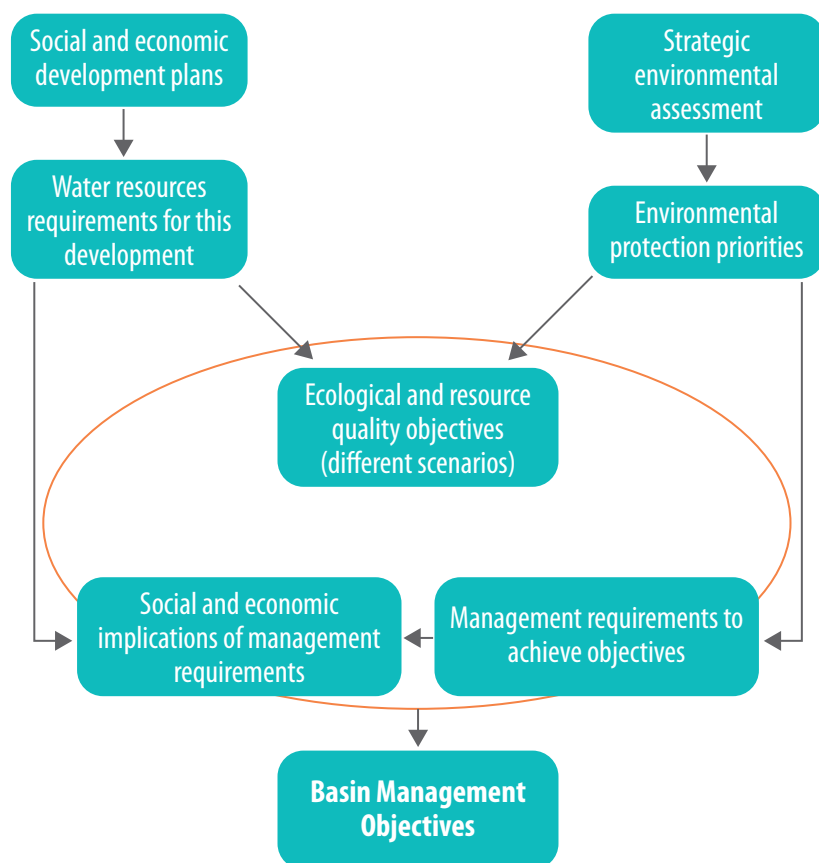 Social and economic
development plans
Strategic
environmental
assessment
Water resources
requirements for this
development
Environmental
protection priorities
Ecological and resource
quality objectives
(different scenarios)
Social and economic
implications of management
requirements
Management requirements to
achieve objectives
Basin Management
Objectives